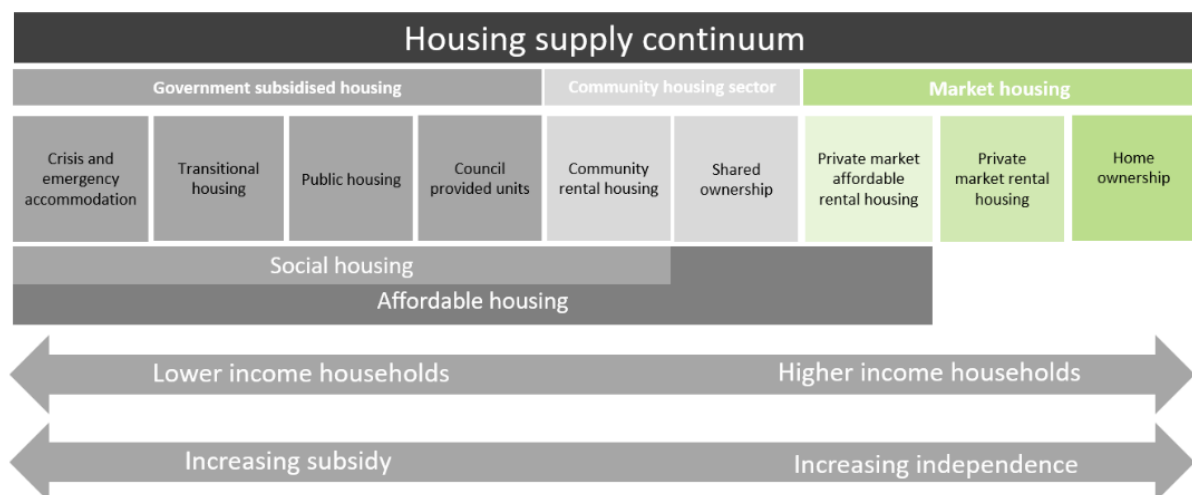 Housing supply continuum
Government subsidised housing
Community housing sector
Market housing
Crisis and
emergency
accommodation
Transitional
housing
Public housing
Council
provided units
Community
rental housing
Shared
ownership
Private market
affordable
rental housing
Private
market rental
housing
Home
ownership
Social housing
Affordable housing
Lower income households
Higher income households
Increasing subsidy
Increasing independence